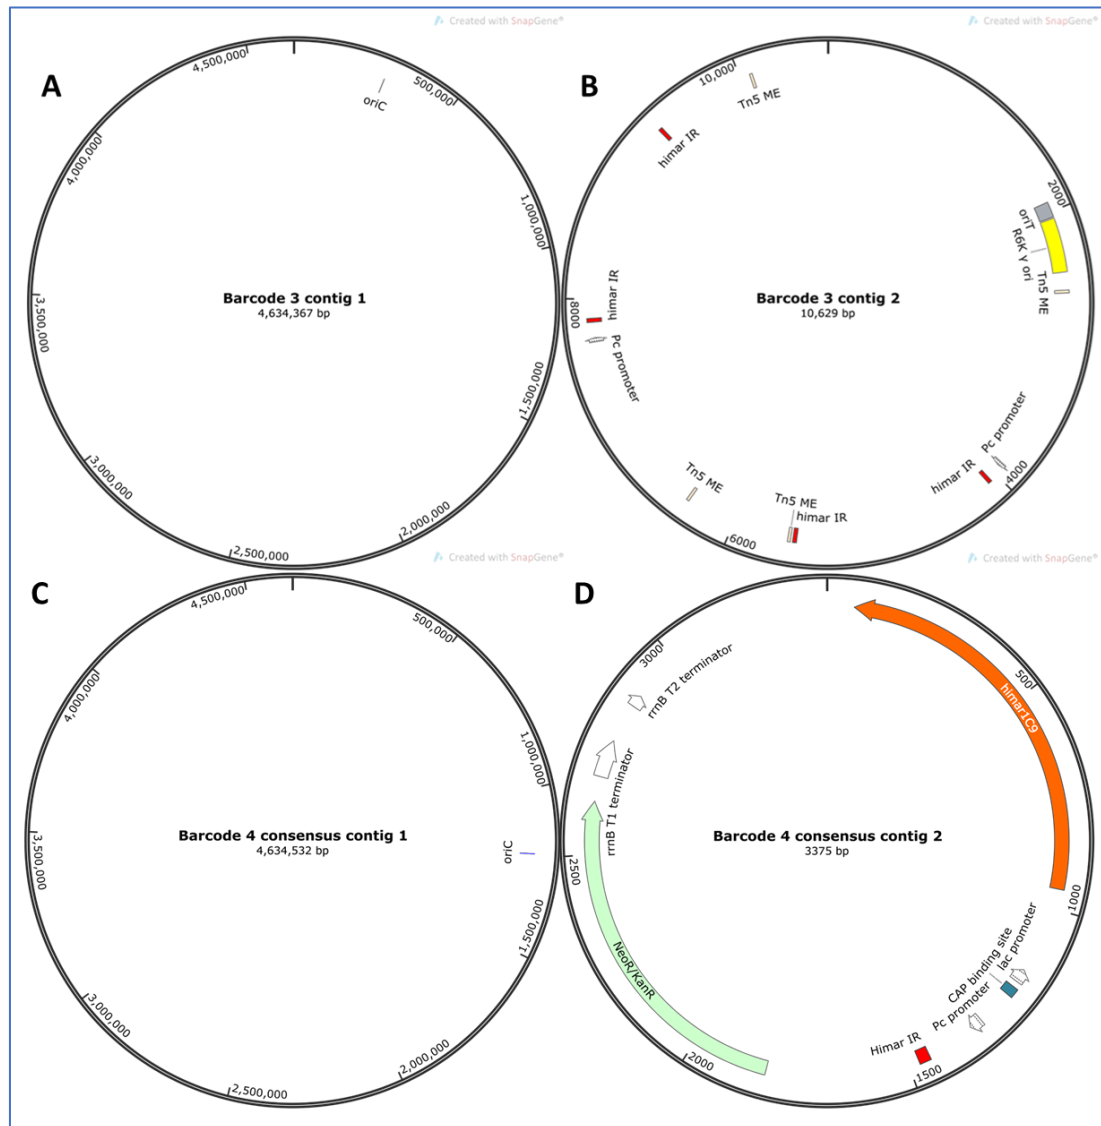 Created with SnapGene®
Created with SnapGene®
A
4,500,000
500,000
oriC
4,000,000
1,000,000
3,500,000
Barcode 3 contig 1
4,634,367 bp
1,500,000
3,000,000
2,000,000
2,500,000
B
10,000
Tn5 ME
himar IR
2000
oriT
R6K γ ori
Tn5 ME
himar IR
8000
Barcode 3 contig 2
10,629 bp
Pc promoter
Pc promoter
himar IR
4000
Tn5 ME
Tn5 ME
himar IR
6000
Created with SnapGene®
Created with SnapGene®
C
4,500,000
500,000
4,000,000
1,000,000
3,500,000
Barcode 4 consensus contig 1
4,634,532 bp
oriC
1,500,000
3,000,000
2,000,000
2,500,000
D
3000
rrnB T2 terminator
500
himar1C9
rrnB T1 terminator
Barcode 4 consensus contig 2
3375 bp
2500
1000
lac promoter
CAP binding site
Pc promoter
NeoR/KanR
Himar IR
2000
1500